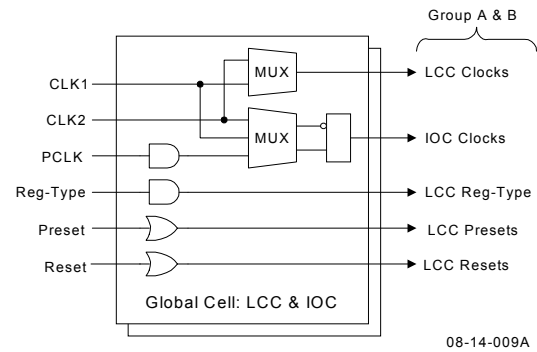 Group A & B
CLK1
MUX
LCC Clocks
CLK2
MUX
IOC Clocks
PCLK
Reg-Type
LCC Reg-Type
Preset
LCC Presets
Reset
LCC Resets
Global Cell: LCC & IOC
08-14-009A